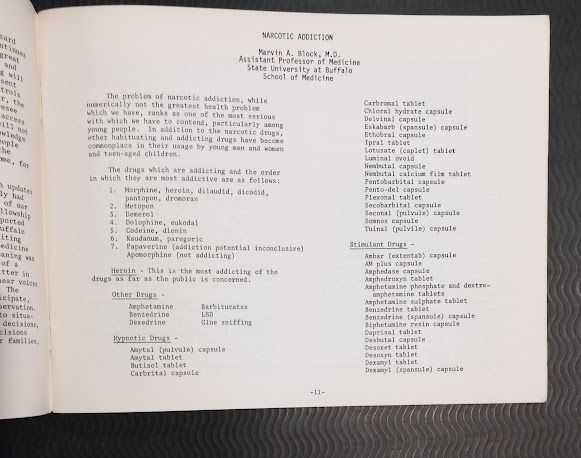 NARCOTIC ADDICTION
Marvin A. Block, M.D.
Assistant Professor of Medicine
State University at Buffalo
School of Medicine
The problem of narcotic addiction, while
numerically not the greatest health problem
which we have, ranks as one of the most serious
with which we have to contend, particularly among
young people. In addition to the narcotic drugs,
other habituating and addicting drugs have become
commonplace in their usage by young men and women
and teen-aged children.
The drugs which are addicting and the order
in which they are most addictive are as follows:
1. Morphine, heroin, dilaudid, dicodid,
pantopon, dromoran
2. Metopon
3. Demerol
4. Dolophine, eukodal
5. Codeine, dionin
6. Kaudanum, paregoric
7. Papaverine (addiction potential inconclusive)
Apomorphine (not addicting)
Heroin - This is the most addicting of the
drugs as far as the public is concerned.
Other Drugs -
Amphetamine Barbiturates
Benzedrine LSD
Dexedrine Glue sniffing
Hypnotic Drugs -
Amytal (pulvule) capsule
Amytal tablet
Butisol tablet
Carbrital capsule
Carbromal tablet
Chloral hydrate capsule
Delvinal capsule
Eskabarb (spansule) capsule
Ethobral capsule
Ipral tablet
Lotusate (caplet) tablet
Luminal ovoid
Nembutal capsule
Nembutal calcium film tablet
Pentobarbital capsule
Pento-del capsule
Plexonal tablet
Secobarbital capsule
Seconal (pulvule) capsule
Somnos capsule
Tuinal (pulvile) capsule
Stimulant Drugs -
Ambar (extentab) capsule
AM plus capsule
Amphedase capsule
Amphedroxyn tablet
Amphetamine phosphate and dextro-
amphetamine tablets
Amphetamine sulphate tablet
Benzedrine tablet
Benzedrine (spansule) capsule
Biphetamine resin capsule
Daprisal tablet
Desbutal capsule
Desoxet tablet
Desoxyn tablet
Dexamyl tablet
Dexamyl (spansule) capsule
-11-